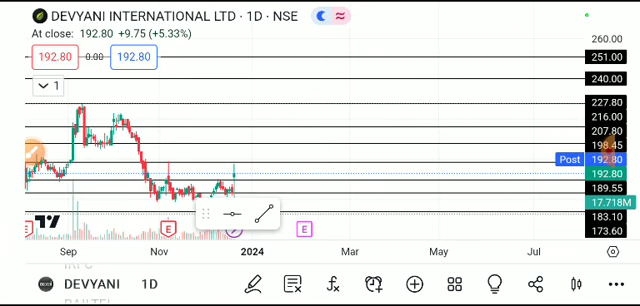 DEVYANI INTERNATIONAL LTD · 1D · NSE
At close: 192.80 +9.75 (+5.33%)
192.80 0.00 192.80
1
260.00
251.00
240.00
227.80
216.00
207.80
198.45
Post 192.80
192.80
189.55
17.718M
183.10
173.60
E E E
Sep Nov 2024 Mar May Jul
DEVYANI 1D